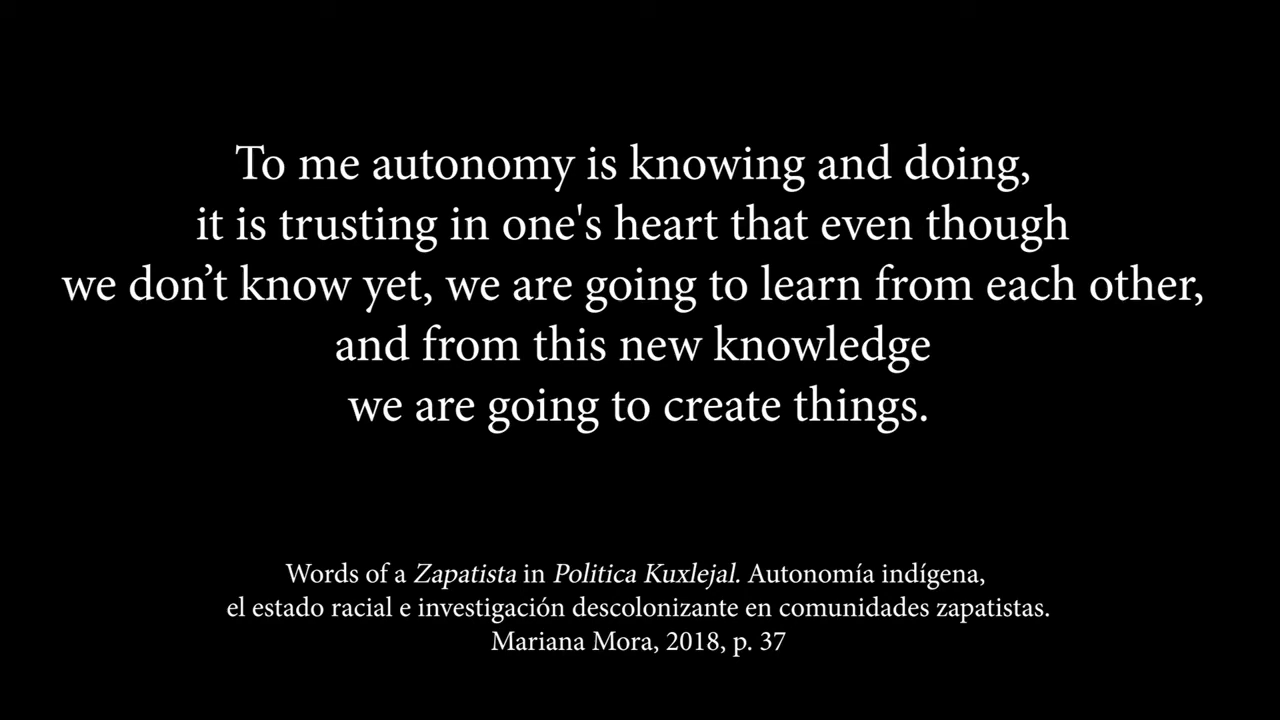 To me autonomy is knowing and doing,
it is trusting in one's heart that even though
we don’t know yet, we are going to learn from each other,
and from this new knowledge
we are going to create things.
Words of a Zapatista in Politica Kuxlejal. Autonomía indígena,
el estado racial e investigación descolonizante en comunidades zapatistas.
Mariana Mora, 2018, p. 37